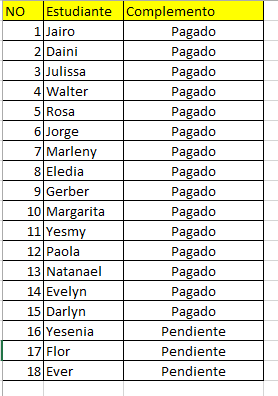 NO Estudiante Complemento
1 Jairo Pagado
2 Daini Pagado
3 Julissa Pagado
4 Walter Pagado
5 Rosa Pagado
6 Jorge Pagado
7 Marleny Pagado
8 Eledia Pagado
9 Gerber Pagado
10 Margarita Pagado
11 Yesmy Pagado
12 Paola Pagado
13 Natanael Pagado
14 Evelyn Pagado
15 Darlyn Pagado
16 Yesenia Pendiente
17 Flor Pendiente
18 Ever Pendiente